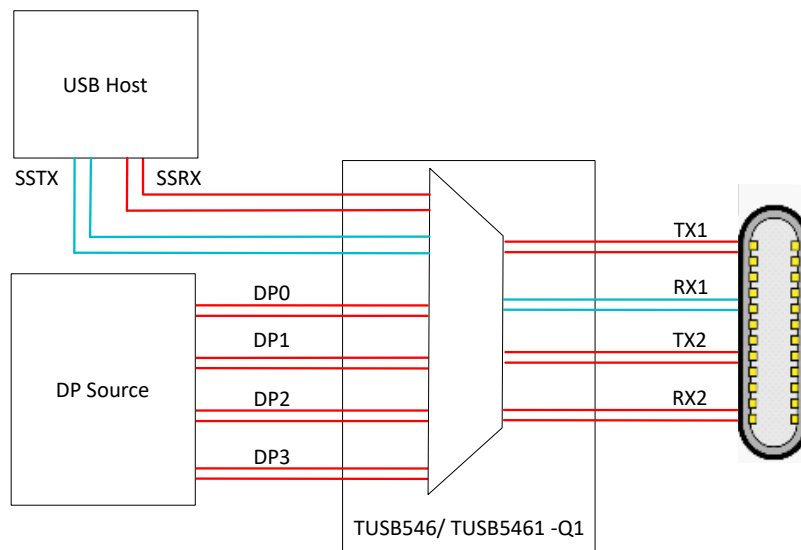 USB Host
SSTX
SSRX
TX1
DP0
RX1
DP1
TX2
DP Source
DP2
RX2
DP3
TUSB546/ TUSB5461 -Q1